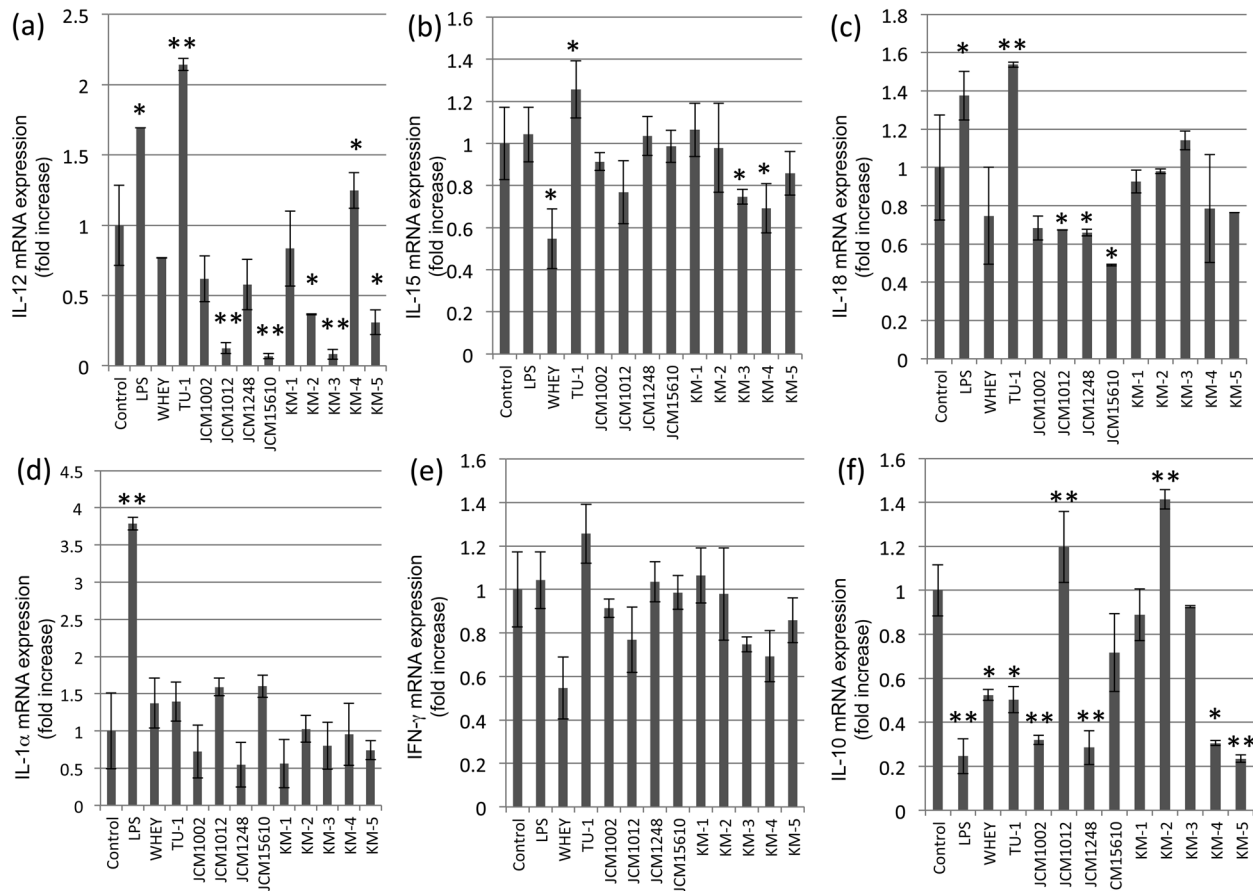 (a)
IL-12 mRNA expression
(fold increase)
2.5
2
1.5
1
0.5
0
*
**
**
**
*
**
*
*
Control
LPS
WHEY
TU-1
JCM1002
JCM1012
JCM1248
JCM15610
KM-1
KM-2
KM-3
KM-4
KM-5
(b)
IL-15 mRNA expression
(fold increase)
1.6
1.4
1.2
1
0.8
0.6
0.4
0.2
0
*
*
*
*
Control
LPS
WHEY
TU-1
JCM1002
JCM1012
JCM1248
JCM15610
KM-1
KM-2
KM-3
KM-4
KM-5
(c)
IL-18 mRNA expression
(fold increase)
1.8
1.6
1.4
1.2
1
0.8
0.6
0.4
0.2
0
*
**
*
*
*
Control
LPS
WHEY
TU-1
JCM1002
JCM1012
JCM1248
JCM15610
KM-1
KM-2
KM-3
KM-4
KM-5
(d)
IL-1α mRNA expression
(fold increase)
4.5
4
3.5
3
2.5
2
1.5
1
0.5
0
**
Control
LPS
WHEY
TU-1
JCM1002
JCM1012
JCM1248
JCM15610
KM-1
KM-2
KM-3
KM-4
KM-5
(e)
IFN-γ mRNA expression
(fold increase)
1.6
1.4
1.2
1
0.8
0.6
0.4
0.2
0
Control
LPS
WHEY
TU-1
JCM1002
JCM1012
JCM1248
JCM15610
KM-1
KM-2
KM-3
KM-4
KM-5
(f)
IL-10 mRNA expression
(fold increase)
1.6
1.4
1.2
1
0.8
0.6
0.4
0.2
0
**
*
*
**
**
**
**
*
**
Control
LPS
WHEY
TU-1
JCM1002
JCM1012
JCM1248
CM15610
KM-1
KM-2
KM-3
KM-4
KM-5